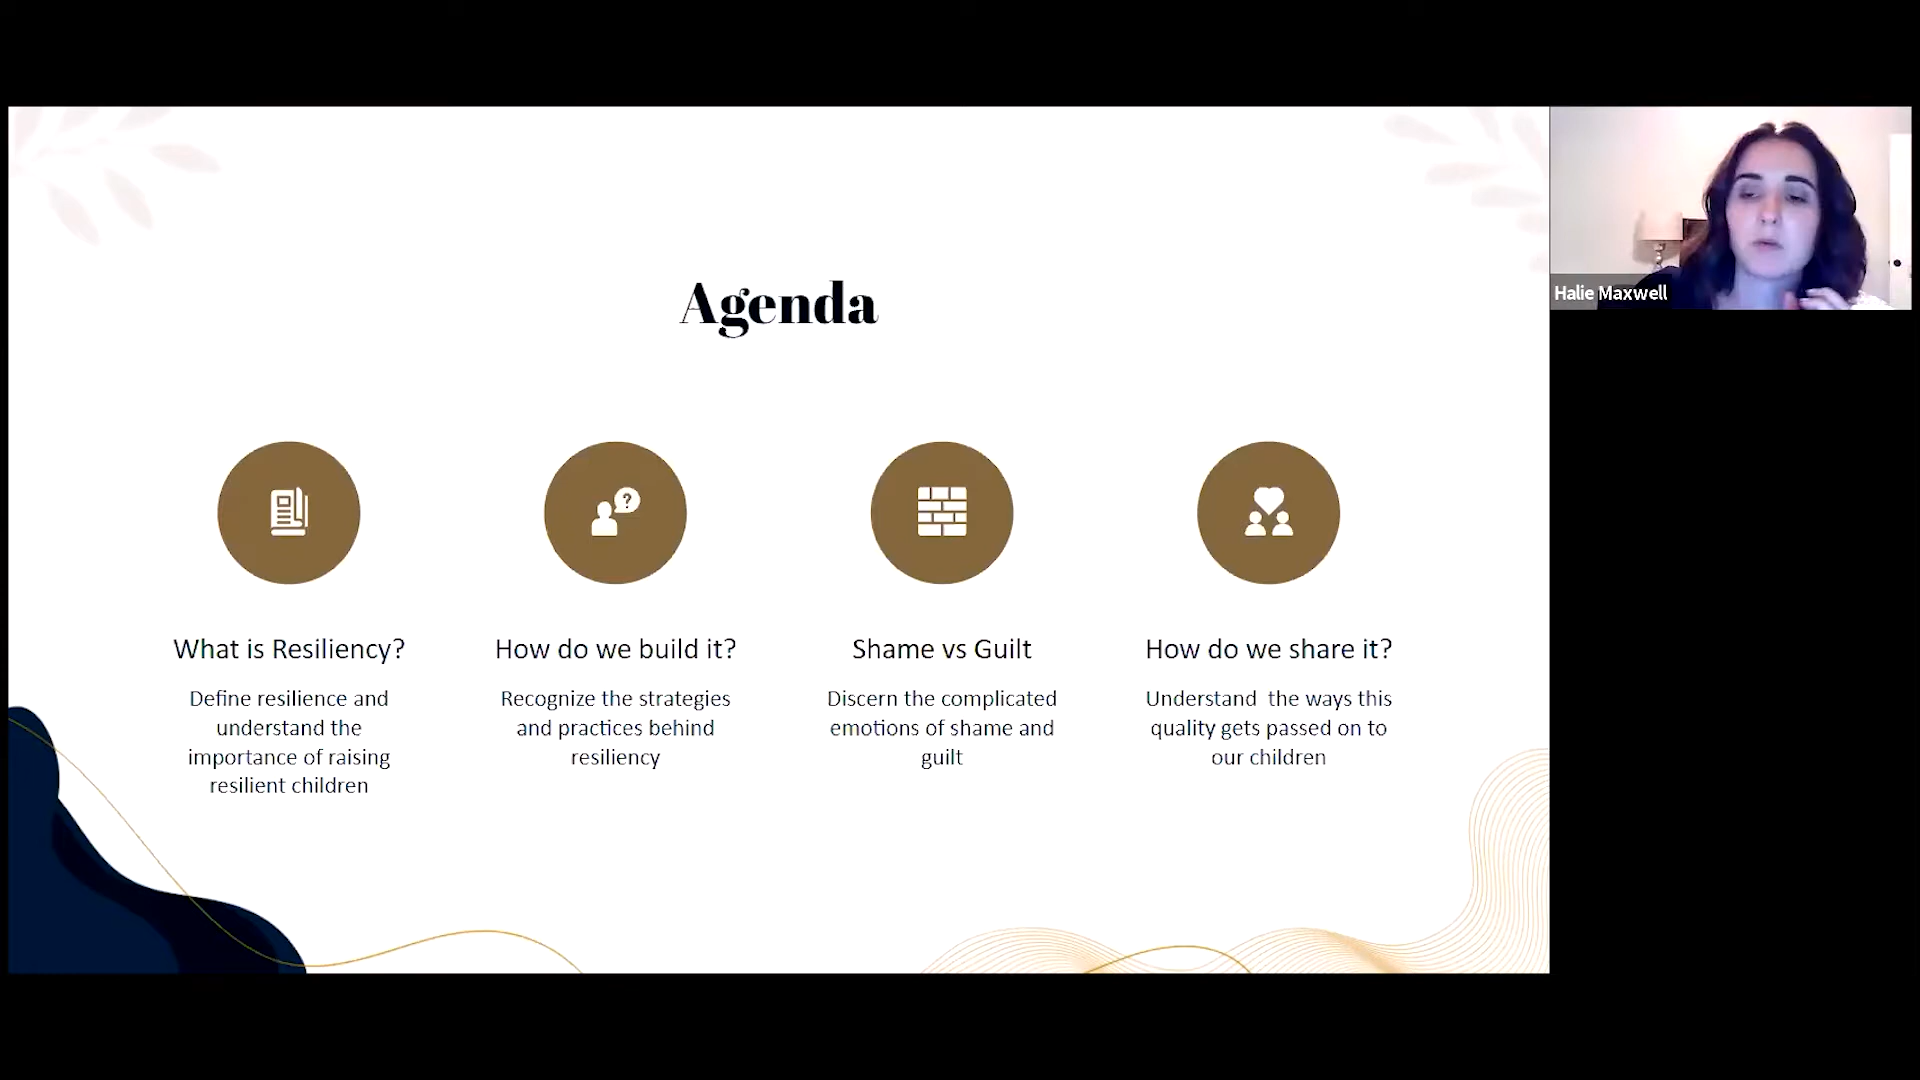 Agenda
What is Resiliency?
Define resilience and
understand the
importance of raising
resilient children
How do we build it?
Recognize the strategies
and practices behind
resiliency
Shame vs Guilt
Discern the complicated
emotions of shame and
guilt
How do we share it?
Understand  the ways this
quality gets passed on to
our children
Halie Maxwell
?